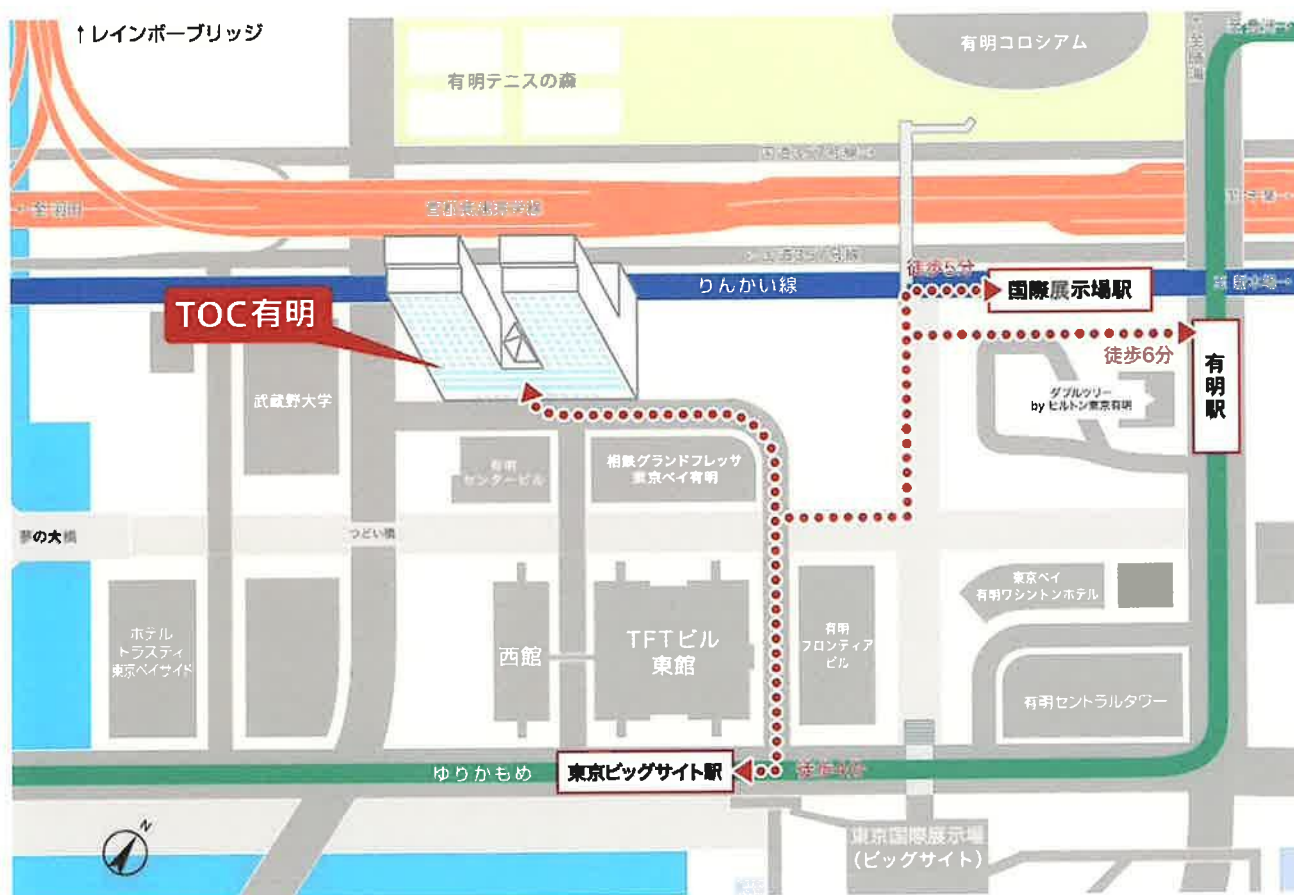 ↑レインボーブリッジ
有明コロシアム
有明テニスの森
りんかい線
徒歩5分
国際展示場駅
TOC有明
徒歩6分
有明駅
ダブルツリー
by ヒルトン東京有明
武蔵野大学
有明
センタービル
相鉄グランドフレッサ
東京ベイ有明
夢の大橋
つどい橋
東京ベイ
有明ワシントンホテル
ホテル
トラスティ
東京ベイサイド
西館
TFTビル
東館
有明
フロンティア
ビル
有明セントラルタワー
ゆりかもめ
東京ビッグサイト駅
東京国際展示場
(ビッグサイト)
N